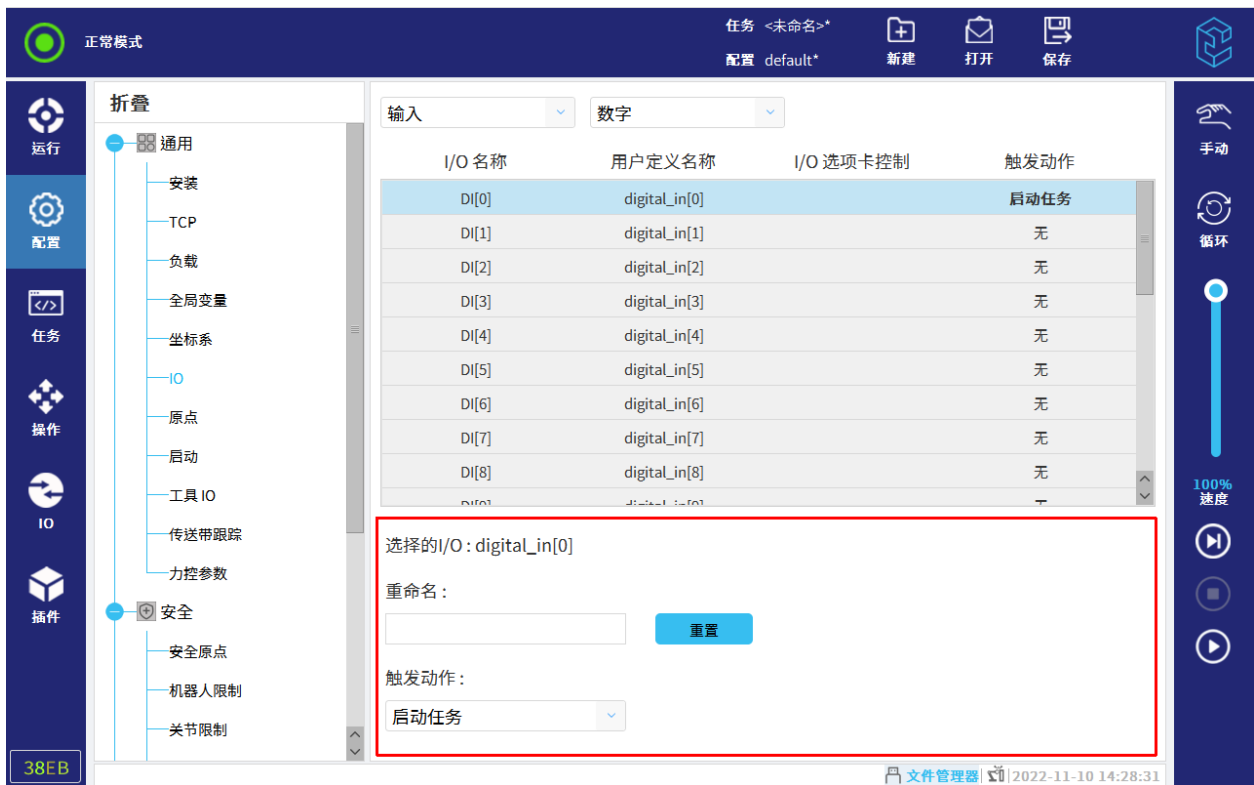 正常模式
任务 <未命名>*
配置 default*
新建
打开
保存
运行
配置
任务
操作
IO
插件
38EB
折叠
通用
安装
TCP
负载
全局变量
坐标系
IO
原点
启动
工具 IO
传送带跟踪
力控参数
安全
安全原点
机器人限制
关节限制
输入 数字
I/O 名称 用户定义名称 I/O 选项卡控制 触发动作
DI[0] digital_in[0] 启动任务
DI[1] digital_in[1] 无
DI[2] digital_in[2] 无
DI[3] digital_in[3] 无
DI[4] digital_in[4] 无
DI[5] digital_in[5] 无
DI[6] digital_in[6] 无
DI[7] digital_in[7] 无
DI[8] digital_in[8] 无
选择的I/O : digital_in[0]
重命名 :
重置
触发动作 :
启动任务
手动
循环
100%
速度
文件管理器 2022-11-10 14:28:31